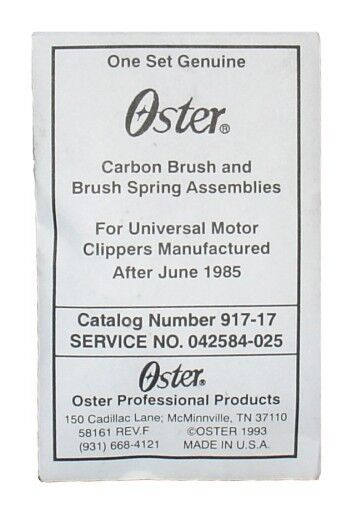 One Set Genuine
Oster®
Carbon Brush and
Brush Spring Assemblies
For Universal Motor
Clippers Manufactured
After June 1985
Catalog Number 917-17
SERVICE NO. 042584-025
Oster®
Oster Professional Products
150 Cadillac Lane; McMinnville, TN 37110
58161 REV.F ©OSTER 1993
(931) 668-4121 MADE IN U.S.A.